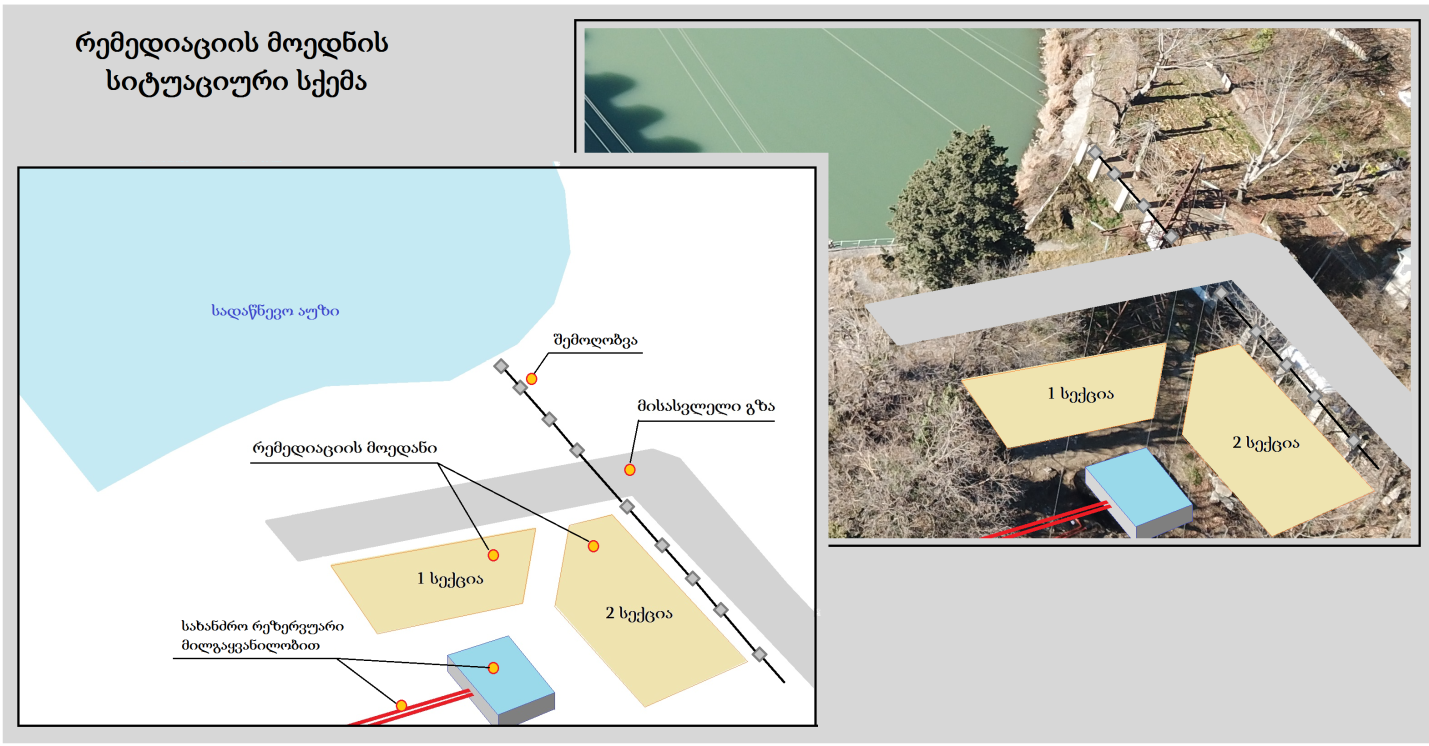 რემედიაციის მოედნის
სიტუაციური სქემა
სადაწნევო აუზი
შემოღობვა
მისასვლელი გზა
რემედიაციის მოედანი
1 სექცია
2 სექცია
სახანძრო რეზერვუარი
მილგაყვანილობით
1 სექცია
2 სექცია